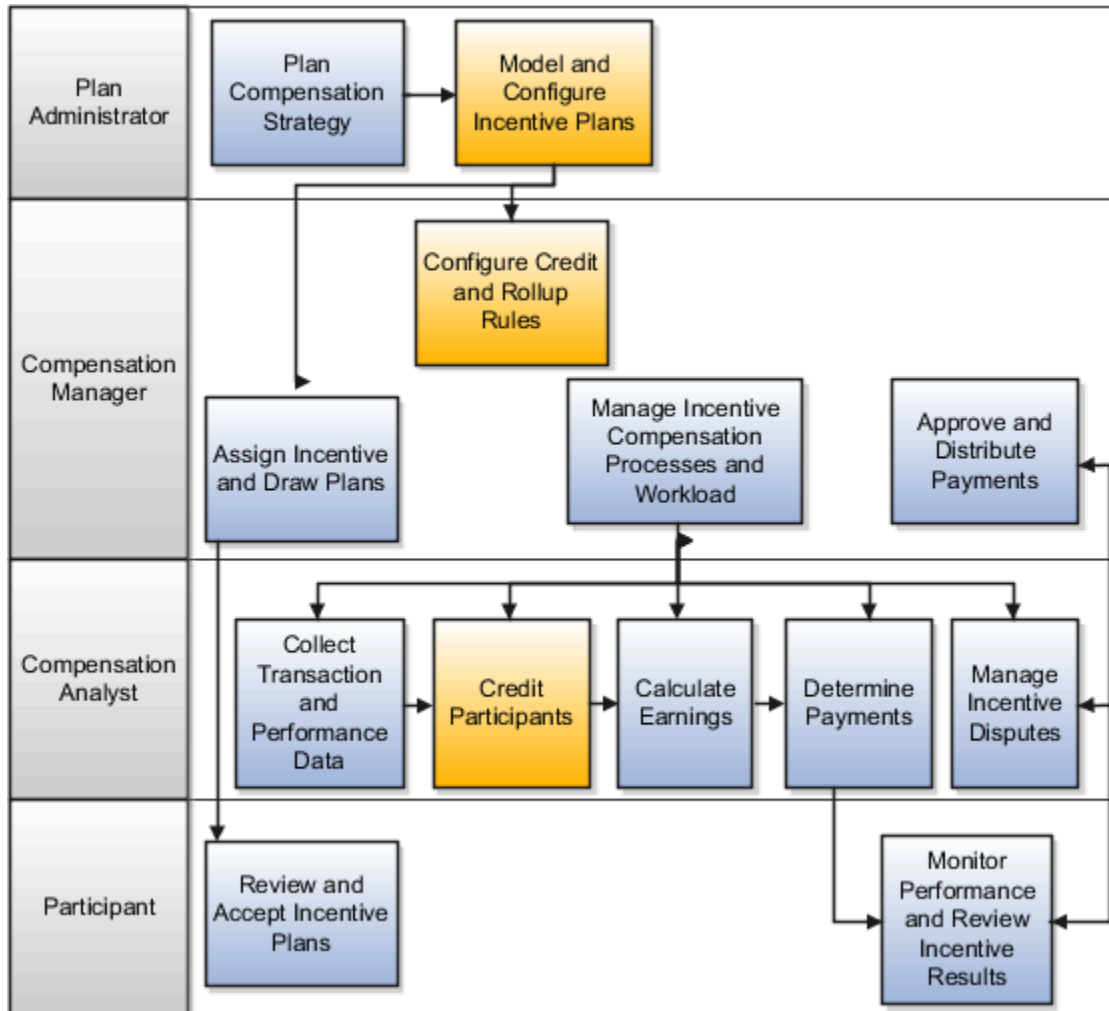 Plan
Administrator
Plan
Compensation
Strategy
Model and
Configure
Incentive Plans
Compensation
Manager
Configure Credit
and Rollup
Rules
Assign Incentive
and Draw Plans
Manage Incentive
Compensation
Processes and
Workload
Approve and
Distribute
Payments
Compensation
Analyst
Collect
Transaction
and
Performance
Data
Credit
Participants
Calculate
Earnings
Determine
Payments
Manage
Incentive
Disputes
Participant
Review and
Accept Incentive
Plans
Monitor
Performance
and Review
Incentive
Results